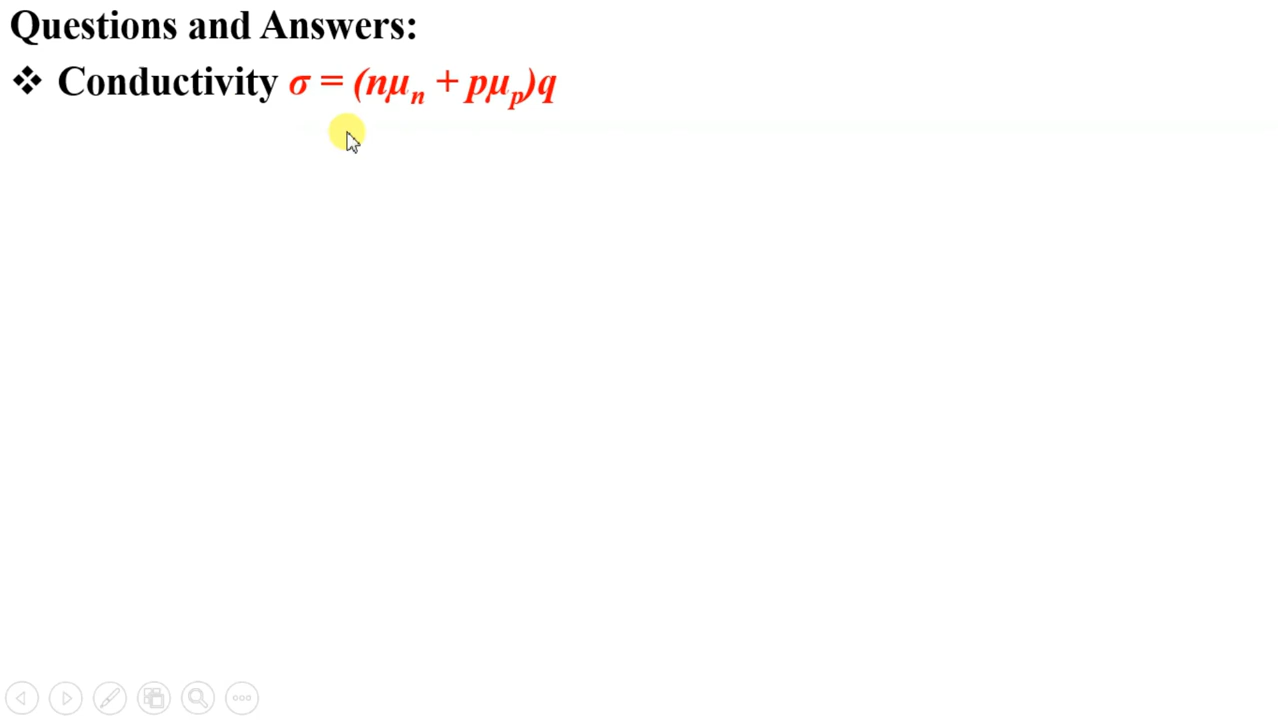 Questions and Answers:
❖ Conductivity σ = (nμₙ + pμₚ)q